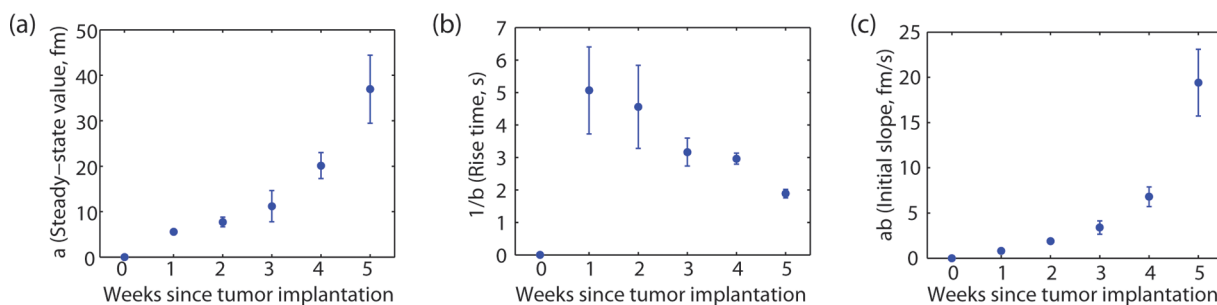 (a)
a (Steady-state value, fm)
50
40
30
20
10
0
0 1 2 3 4 5
Weeks since tumor implantation
(b)
1/b (Rise time, s)
7
6
5
4
3
2
1
0
0 1 2 3 4 5
Weeks since tumor implantation
(c)
ab (Initial slope, fm/s)
25
20
15
10
5
0
0 1 2 3 4 5
Weeks since tumor implantation